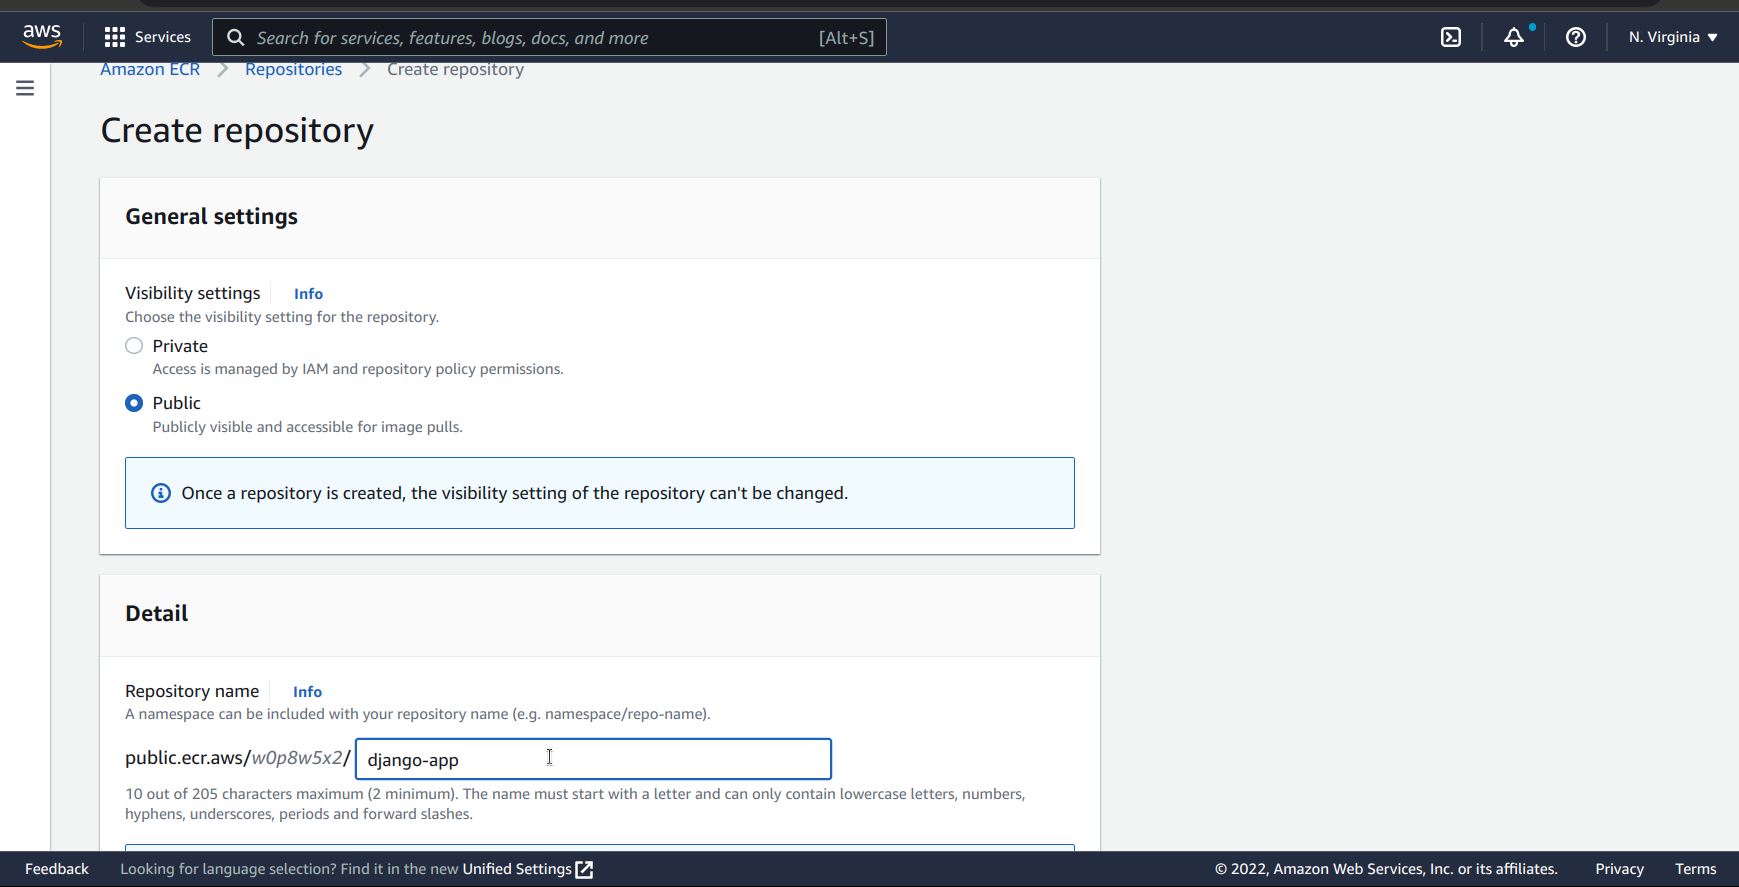 aws Services Search for services, features, blogs, docs, and more [Alt+S] N. Virginia
Amazon ECR Repositories Create repository
Create repository
General settings
Visibility settings Info
Choose the visibility setting for the repository.
Private
Access is managed by IAM and repository policy permissions.
Public
Publicly visible and accessible for image pulls.
Once a repository is created, the visibility setting of the repository can't be changed.
Detail
Repository name Info
A namespace can be included with your repository name (e.g. namespace/repo-name).
public.ecr.aws/w0p8w5x2/ django-app
10 out of 205 characters maximum (2 minimum). The name must start with a letter and can only contain lowercase letters, numbers,
hyphens, underscores, periods and forward slashes.
Feedback Looking for language selection? Find it in the new Unified Settings © 2022, Amazon Web Services, Inc. or its affiliates. Privacy Terms